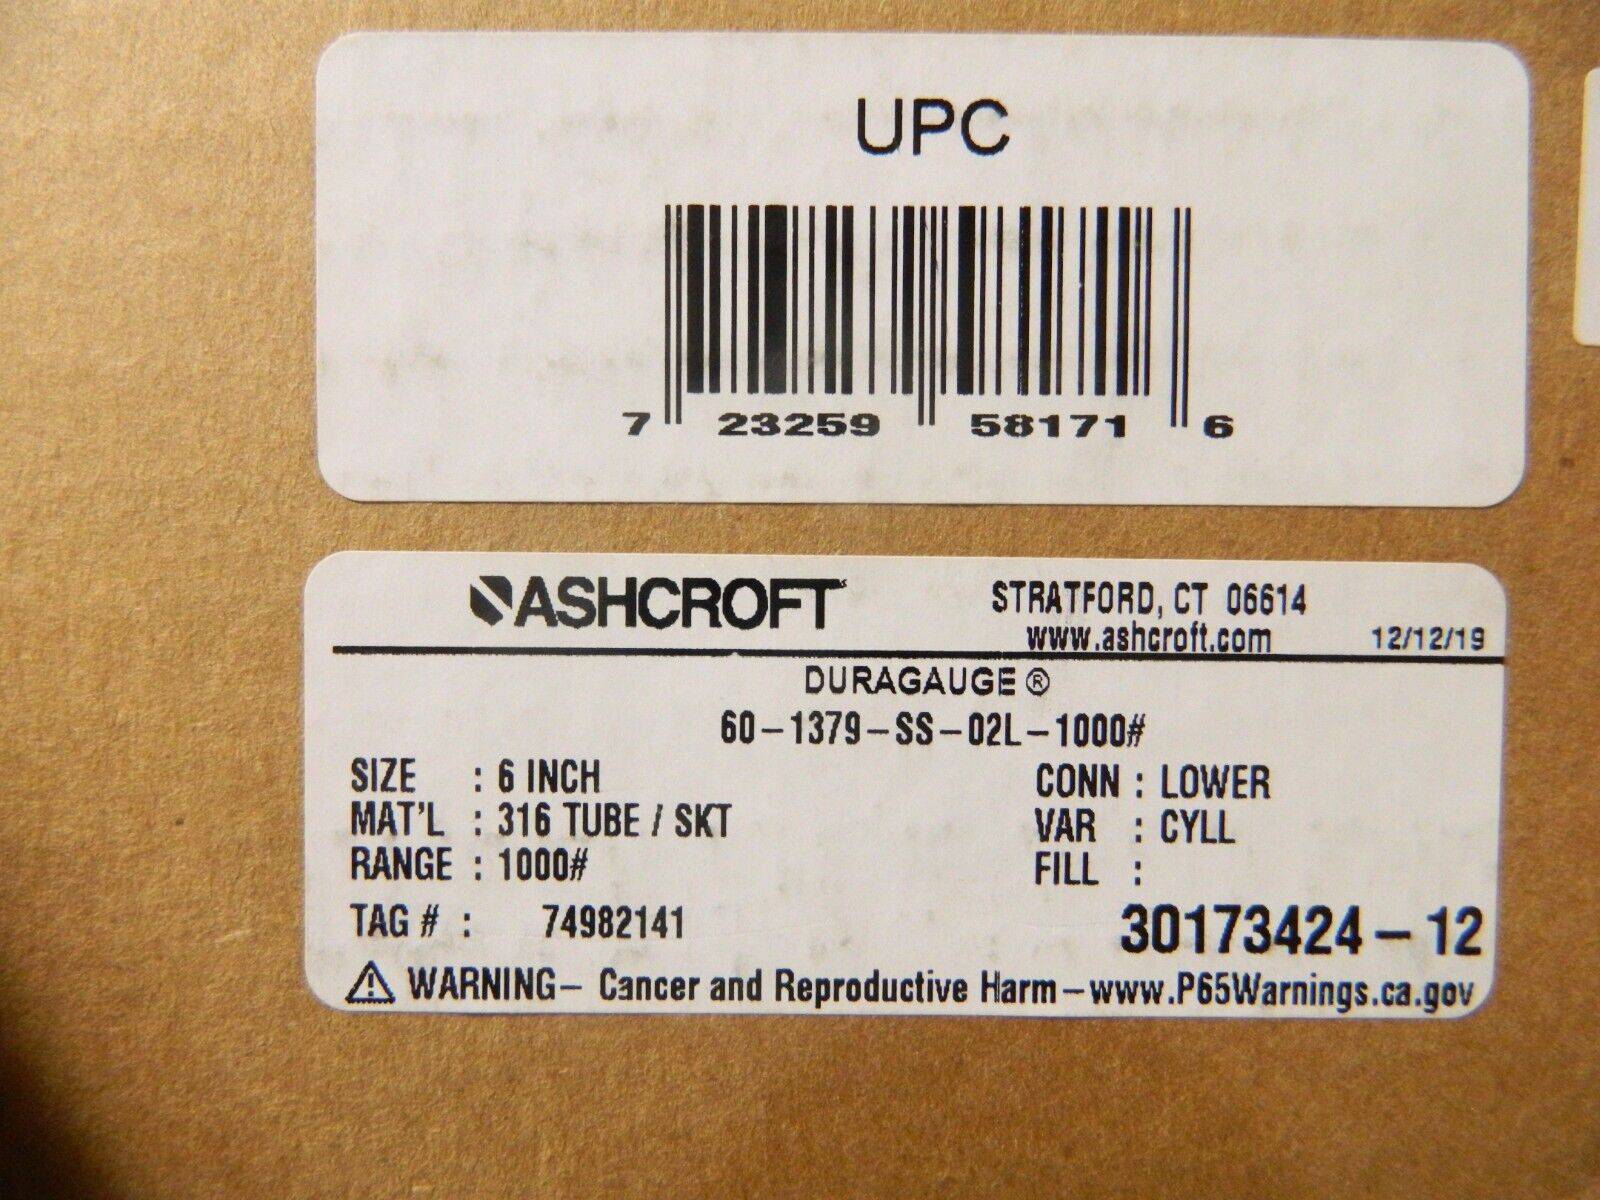 UPC
7 23259 58171 6
ASHCROFT
STRATFORD, CT 06614
www.ashcroft.com 12/12/19
DURAGAUGE ®
60-1379-SS-02L-1000#
SIZE : 6 INCH CONN : LOWER
MAT'L : 316 TUBE / SKT VAR : CYLL
RANGE : 1000# FILL :
TAG # : 74982141 30173424-12
⚠ WARNING- Cancer and Reproductive Harm-www.P65Warnings.ca.gov